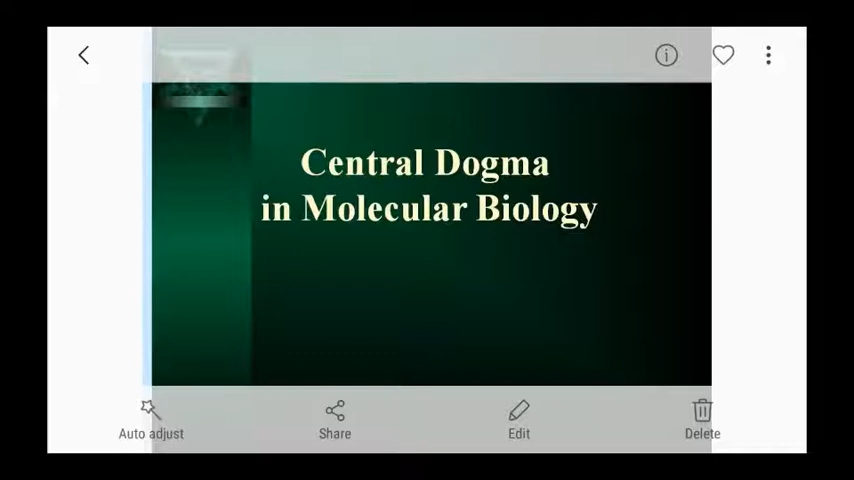 Central Dogma
in Molecular Biology
Auto adjust
Share
Edit
Delete